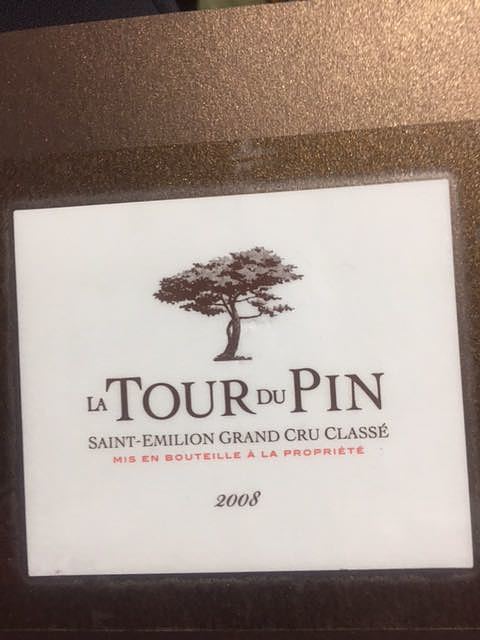 LA TOUR DU PIN
SAINT-EMILION GRAND CRU CLASSÉ
MIS EN BOUTEILLE À LA PROPRIÉTÉ
2008